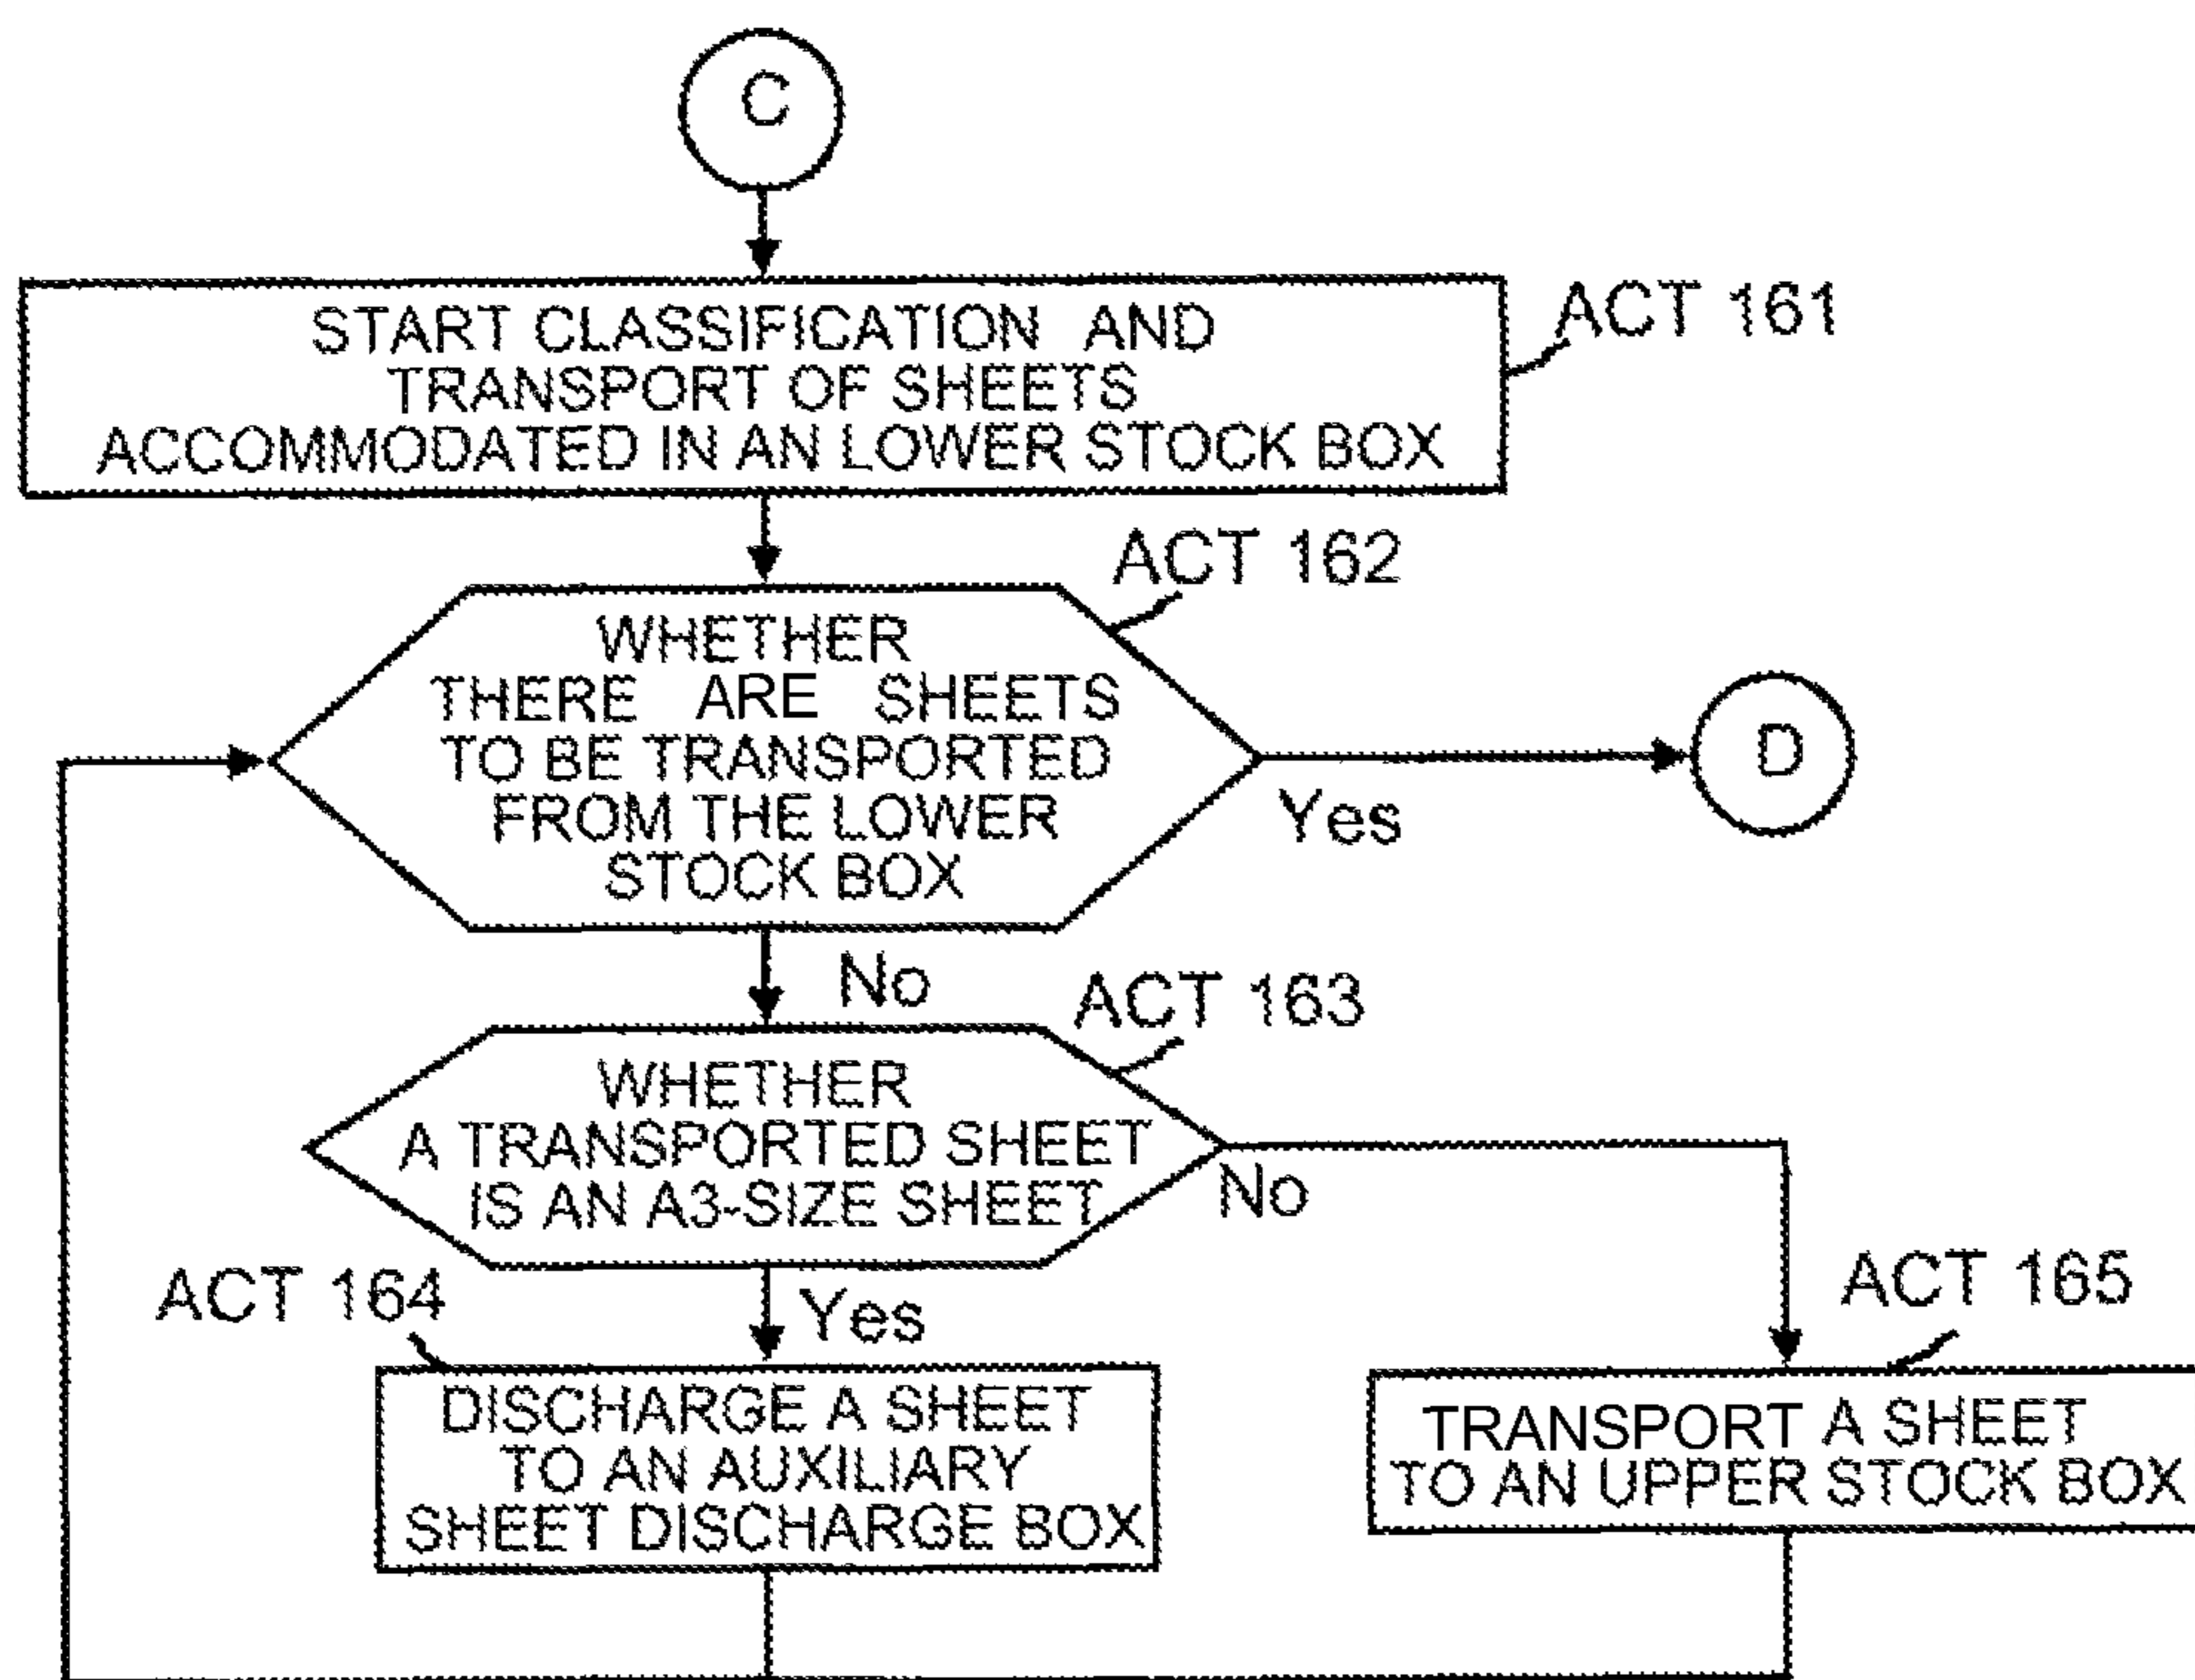 C
START CLASSIFICATION AND
TRANSPORT OF SHEETS
ACCOMMODATED IN AN LOWER STOCK BOX
ACT 161
ACT 162
WHETHER
THERE ARE SHEETS
TO BE TRANSPORTED
FROM THE LOWER
STOCK BOX
Yes
D
No
ACT 163
WHETHER
A TRANSPORTED SHEET
IS AN A3-SIZE SHEET
No
ACT 164
Yes
ACT 165
DISCHARGE A SHEET
TO AN AUXILIARY
SHEET DISCHARGE BOX
TRANSPORT A SHEET
TO AN UPPER STOCK BOX